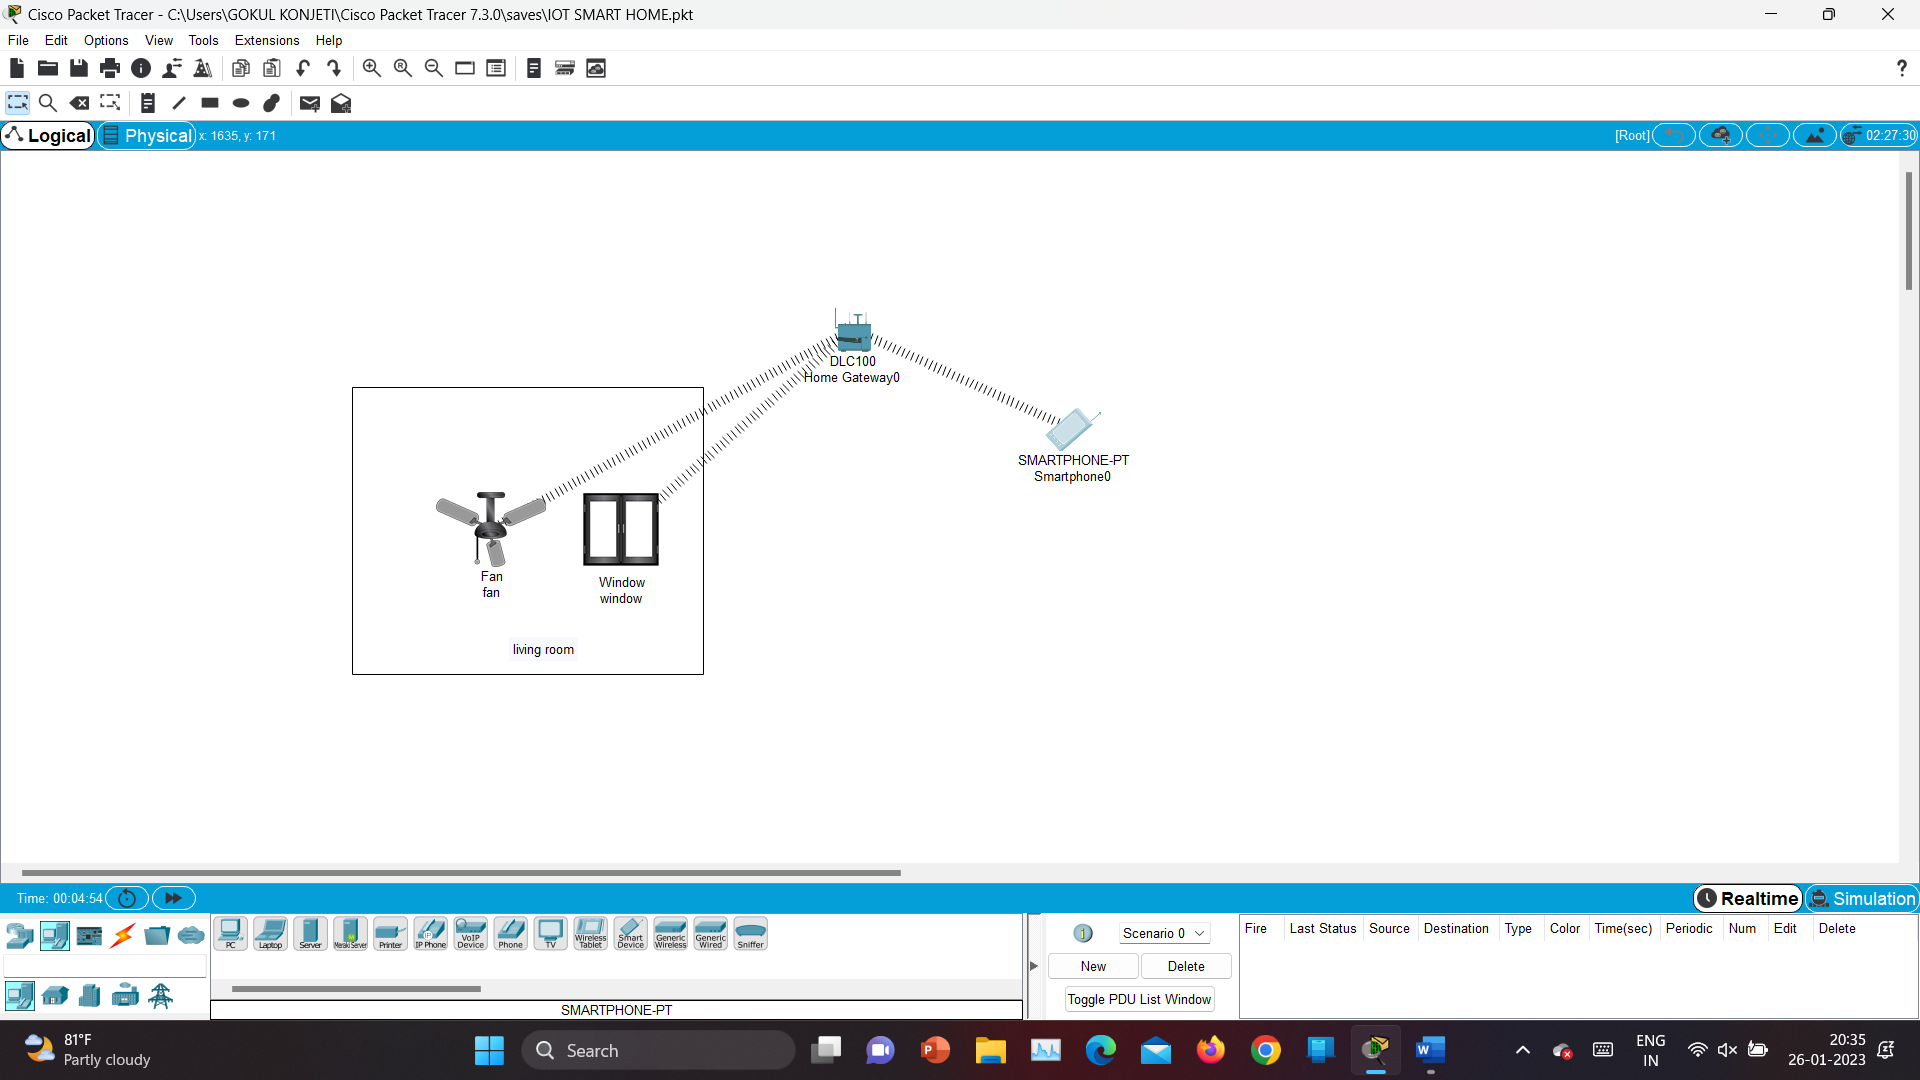 Cisco Packet Tracer - C:\Users\GOKUL KONJETI\Cisco Packet Tracer 7.3.0\saves\IOT SMART HOME.pkt
File Edit Options View Tools Extensions Help
?
Logical Physical x: 1635, y: 171 [Root] 02:27:30
DLC100
Home Gateway0
SMARTPHONE-PT
Smartphone0
Fan
fan
Window
window
living room
Time: 00:04:54 Realtime Simulation
PC Laptop Server Meraki Server Printer IP Phone VoIP Device Phone TV Wireless Tablet Smart Device Generic Wireless Generic Wired Sniffer
Scenario 0
New Delete
Toggle PDU List Window
Fire Last Status Source Destination Type Color Time(sec) Periodic Num Edit Delete
SMARTPHONE-PT
81°F
Partly cloudy
Search
ENG
IN
20:35
26-01-2023